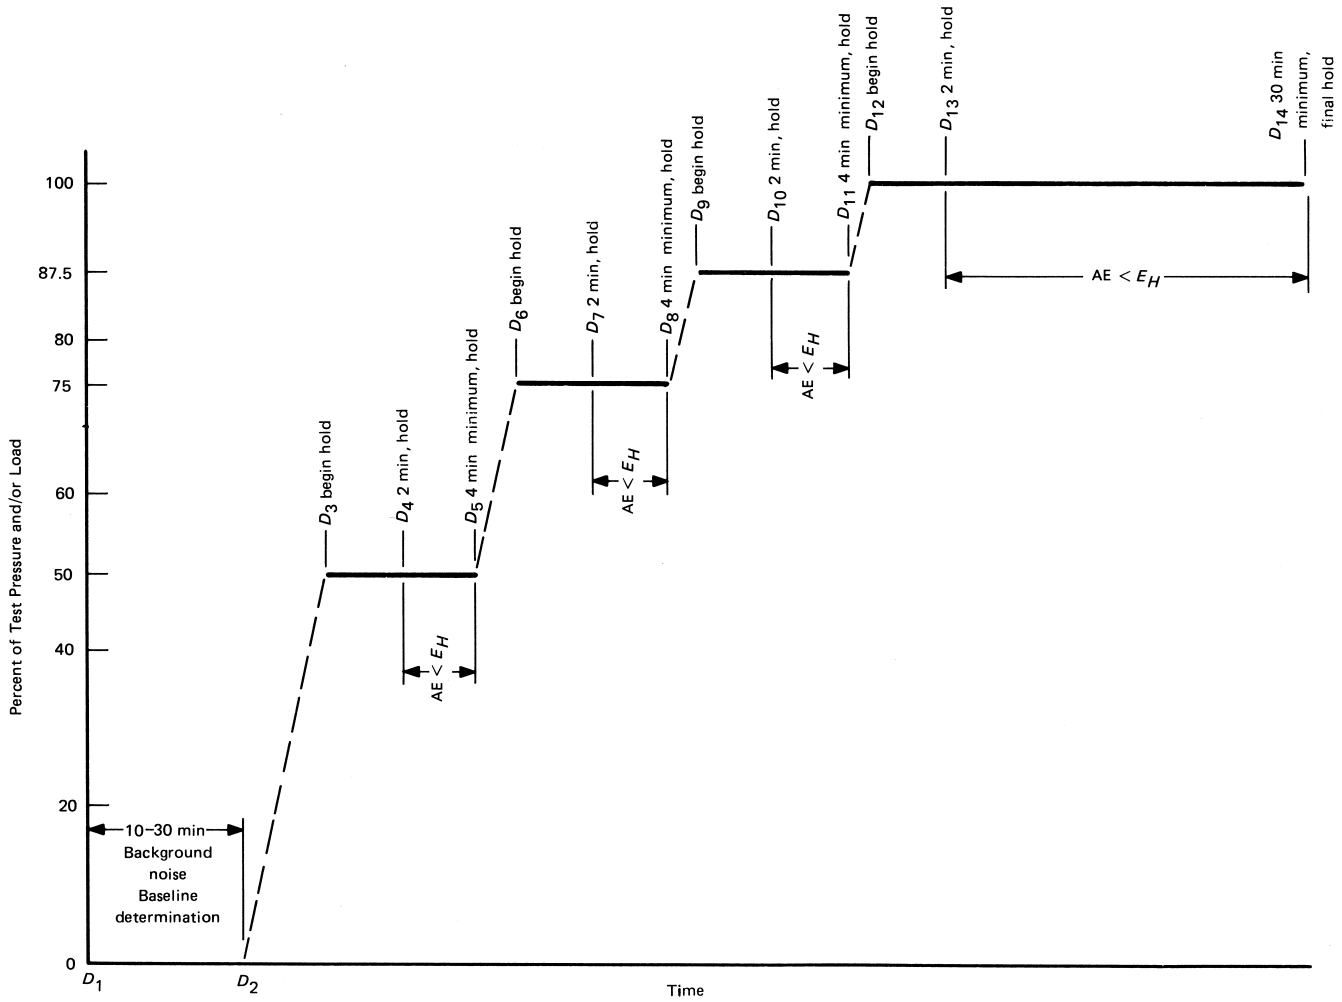 D11 4 min minimum, hold
D12 begin hold
D13 2 min, hold
D14 30 min
minimum,
final hold
D9 begin hold
D10 2 min, hold
D8 4 min minimum, hold
D6 begin hold
D7 2 min, hold
D5 4 min minimum, hold
D3 begin hold
D4 2 min, hold
100
87.5
80
75
60
50
40
20
0
AE < EH
AE < EH
AE < EH
AE < EH
Percent of Test Pressure and/or Load
10–30 min
Background
noise
Baseline
determination
D1
D2
Time